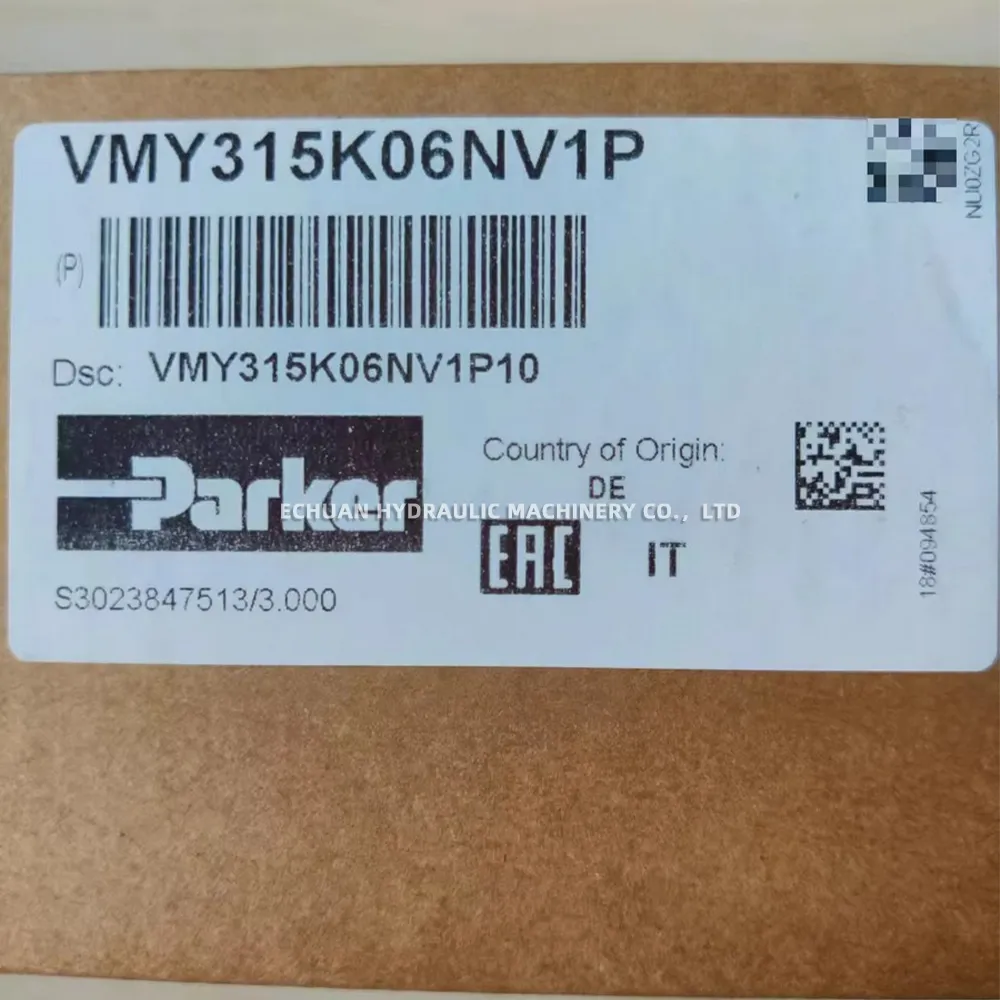 VMY315K06NV1P
NU0ZG2R
(P)
Dsc: VMY315K06NV1P10
Parker
Country of Origin:
DE
ECHUAN HYDRAULIC MACHINERY CO., LTD
EAC
IT
18#094854
S3023847513/3.000